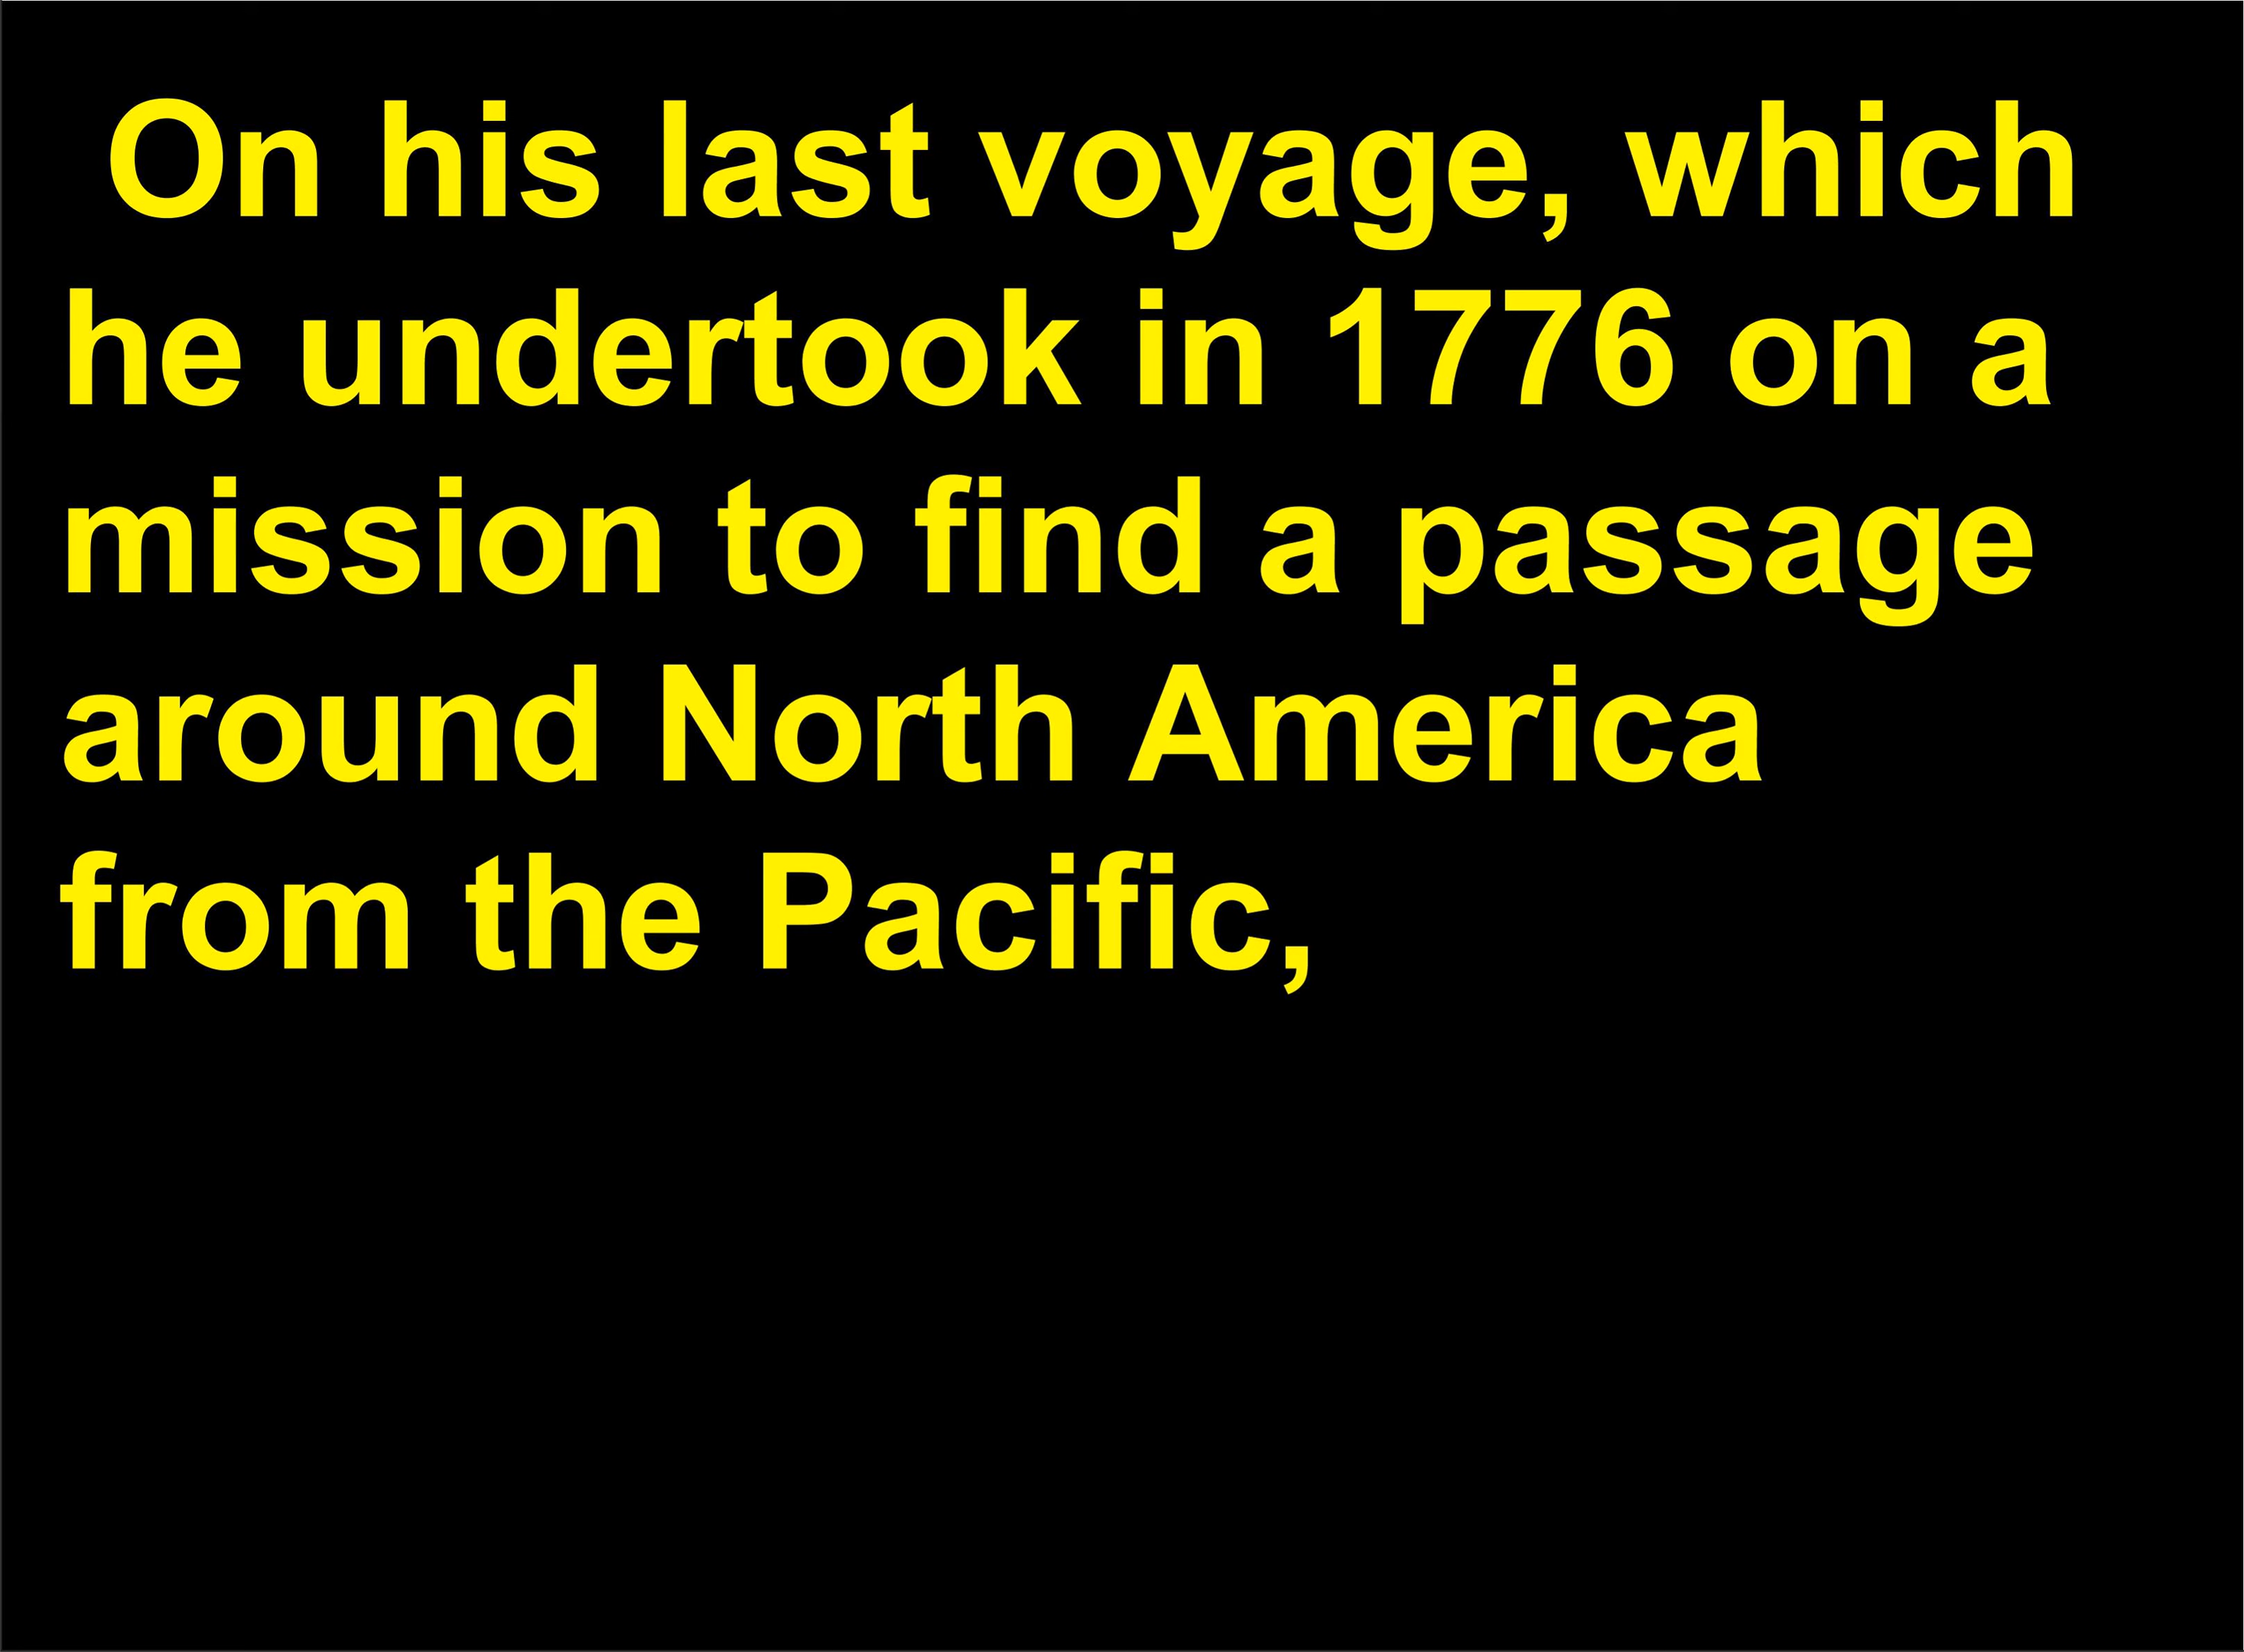 On his last voyage, which
he undertook in 1776 on a
mission to find a passage
around North America
from the Pacific,